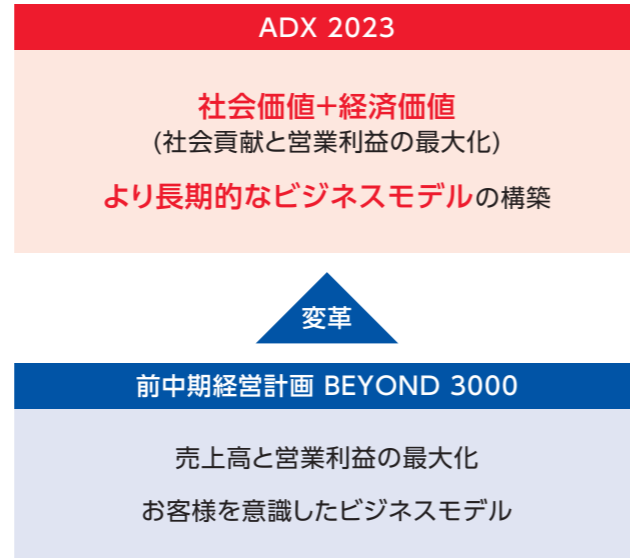 ADX 2023
社会価値+経済価値
(社会貢献と営業利益の最大化)
より長期的なビジネスモデルの構築
変革
前中期経営計画 BEYOND 3000
売上高と営業利益の最大化
お客様を意識したビジネスモデル